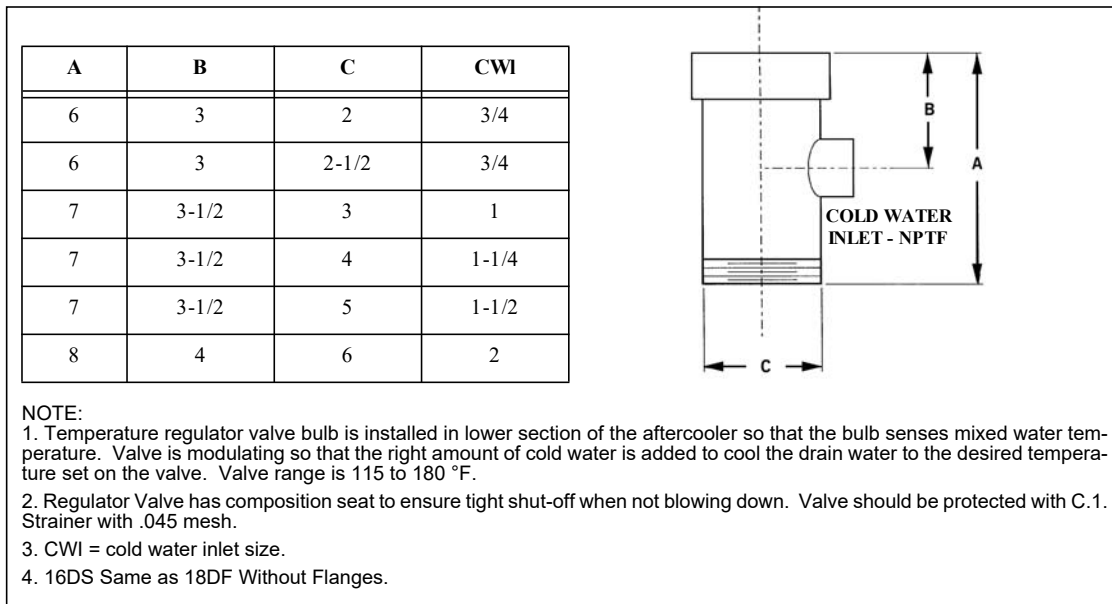 A B C CWl
6 3 2 3/4
6 3 2-1/2 3/4
7 3-1/2 3 1
7 3-1/2 4 1-1/4
7 3-1/2 5 1-1/2
8 4 6 2
B
A
COLD WATER
INLET - NPTF
C
NOTE:
1. Temperature regulator valve bulb is installed in lower section of the aftercooler so that the bulb senses mixed water tem-
perature. Valve is modulating so that the right amount of cold water is added to cool the drain water to the desired tempera-
ture set on the valve. Valve range is 115 to 180 °F.
2. Regulator Valve has composition seat to ensure tight shut-off when not blowing down. Valve should be protected with C.1.
Strainer with .045 mesh.
3. CWI = cold water inlet size.
4. 16DS Same as 18DF Without Flanges.